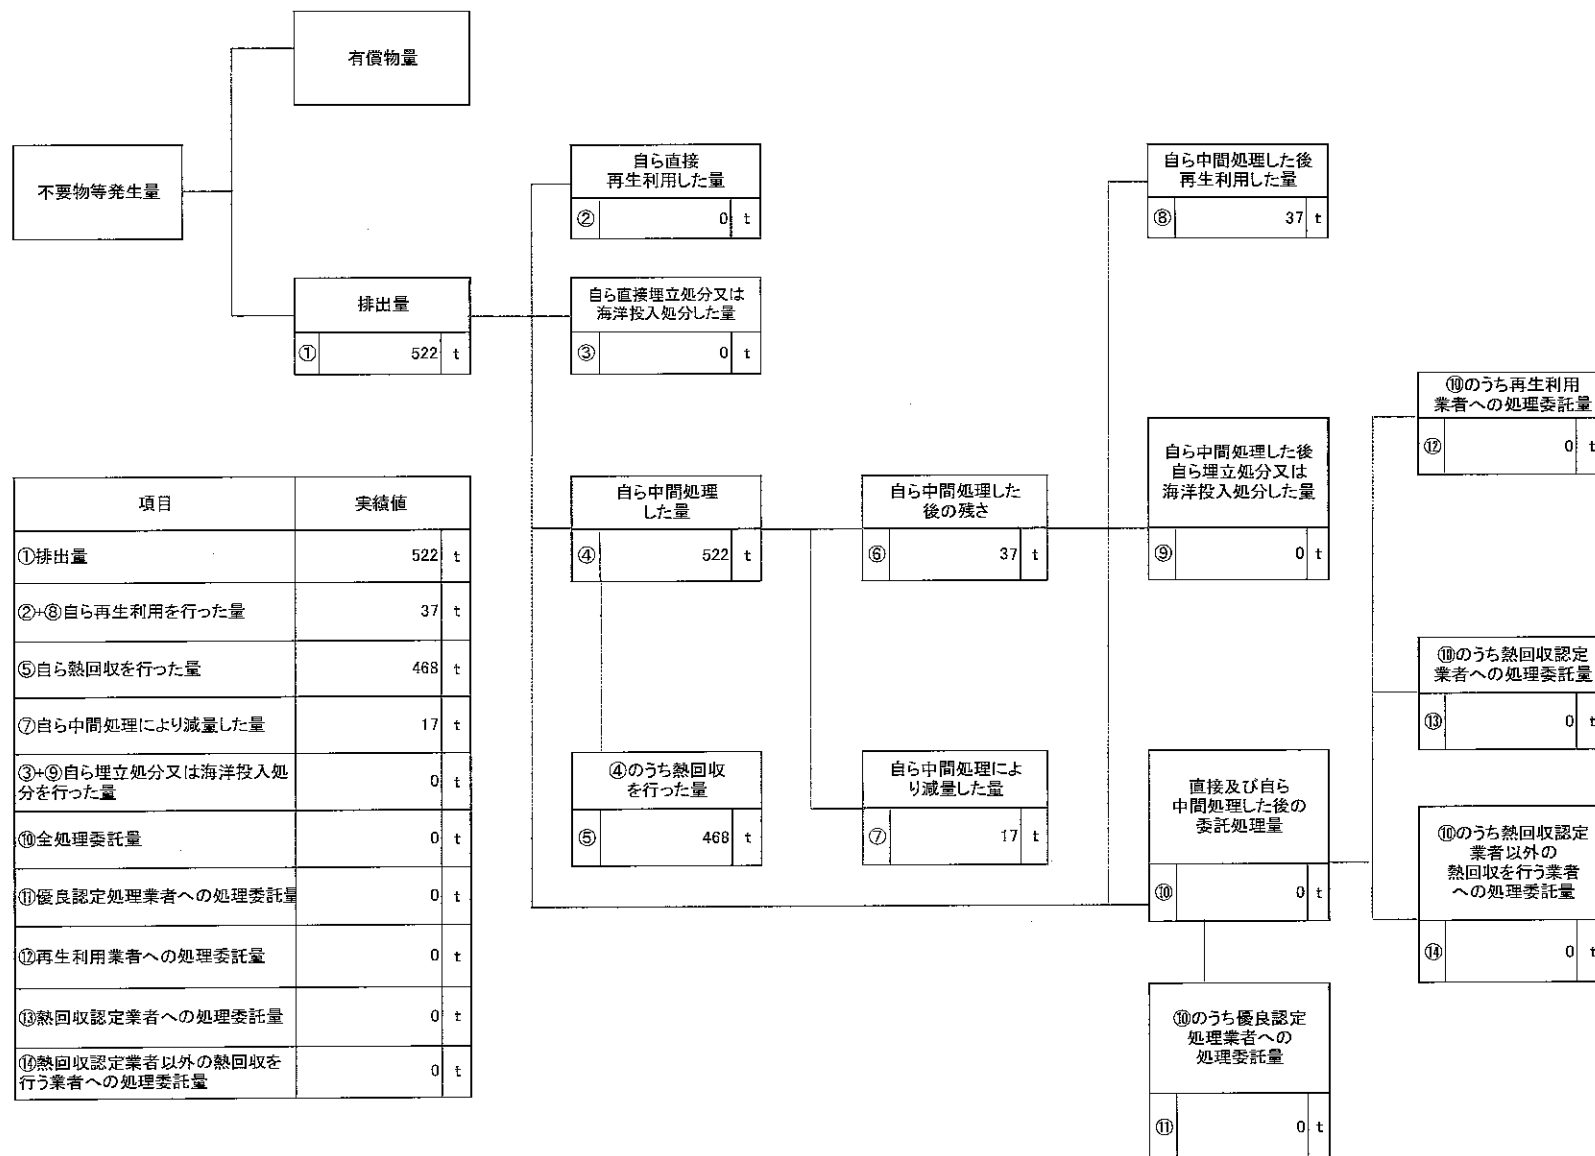 有償物量
不要物等発生量
排出量
① 522 t
自ら直接
再生利用した量
② 0 t
自ら直接埋立処分又は
海洋投入処分した量
③ 0 t
自ら中間処理
した量
④ 522 t
④のうち熱回収
を行った量
⑤ 468 t
自ら中間処理した
後の残さ
⑥ 37 t
自ら中間処理によ
り減量した量
⑦ 17 t
自ら中間処理した後
再生利用した量
⑧ 37 t
自ら中間処理した後
自ら埋立処分又は
海洋投入処分した量
⑨ 0 t
直接及び自ら
中間処理した後の
委託処理量
⑩ 0 t
⑩のうち優良認定
処理業者への
処理委託量
⑪ 0 t
⑩のうち再生利用
業者への処理委託量
⑫ 0 t
⑩のうち熱回収認定
業者への処理委託量
⑬ 0 t
⑩のうち熱回収認定
業者以外の
熱回収を行う業者
への処理委託量
⑭ 0 t
項目 実績値
①排出量 522 t
②+⑧自ら再生利用を行った量 37 t
⑤自ら熱回収を行った量 468 t
⑦自ら中間処理により減量した量 17 t
③+⑨自ら埋立処分又は海洋投入処
分を行った量 0 t
⑩全処理委託量 0 t
⑪優良認定処理業者への処理委託量 0 t
⑫再生利用業者への処理委託量 0 t
⑬熱回収認定業者への処理委託量 0 t
⑭熱回収認定業者以外の熱回収を
行う業者への処理委託量 0 t